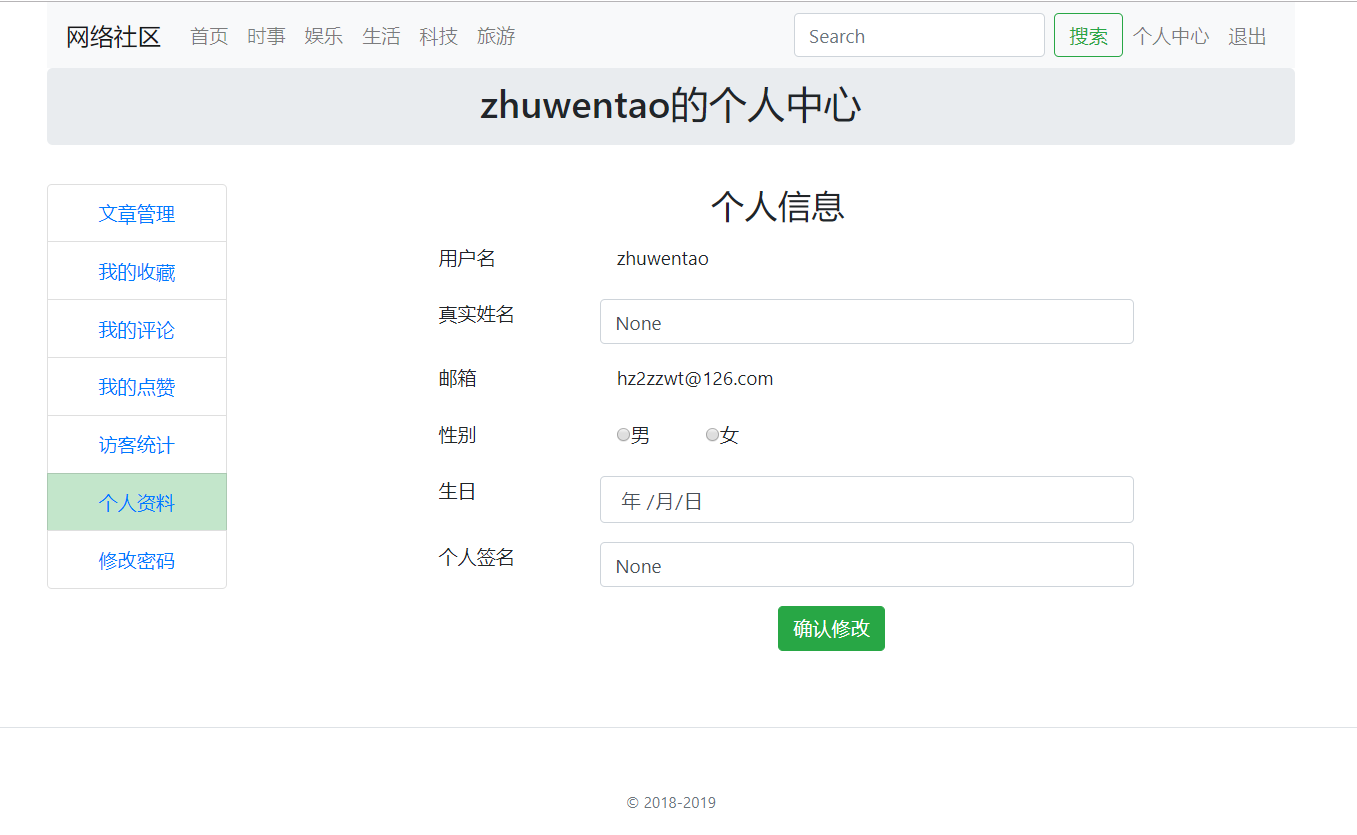 网络社区 首页 时事 娱乐 生活 科技 旅游 Search 搜索 个人中心 退出
zhuwentao的个人中心
文章管理
我的收藏
我的评论
我的点赞
访客统计
个人资料
修改密码
个人信息
用户名 zhuwentao
真实姓名 None
邮箱 hz2zzwt@126.com
性别 男 女
生日 年 /月/日
个人签名 None
确认修改
© 2018-2019